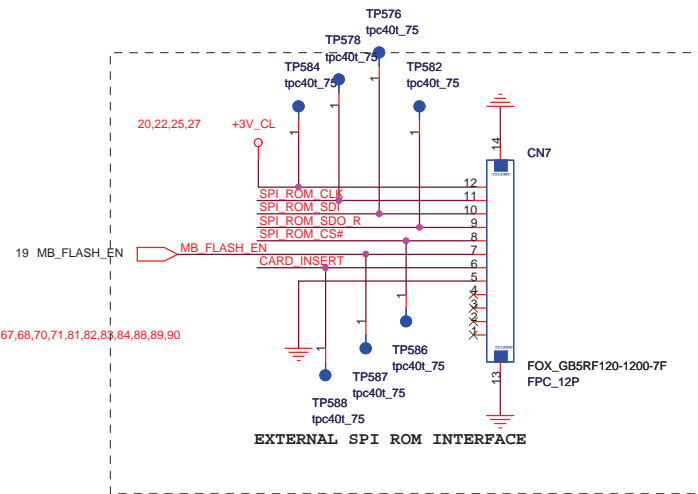 TP576
TP578
tpc40t_75
TP584
tpc40t_75
TP582
tpc40t_75
tpc40t_75
1
1
1
1
20,22,25,27
+3V_CL
14
CN7
12
SPI_ROM_CLK
11
SPI_ROM_SDI
10
SPI_ROM_SDO_R
9
SPI_ROM_CS#
8
19 MB_FLASH_EN
MB_FLASH_EN
7
CARD_INSERT
6
5
4
3
2
1
1
1
1
67,68,70,71,81,82,83,84,88,89,90
TP586
tpc40t_75
TP587
tpc40t_75
TP588
tpc40t_75
13
FOX_GB5RF120-1200-7F
FPC_12P
EXTERNAL SPI ROM INTERFACE